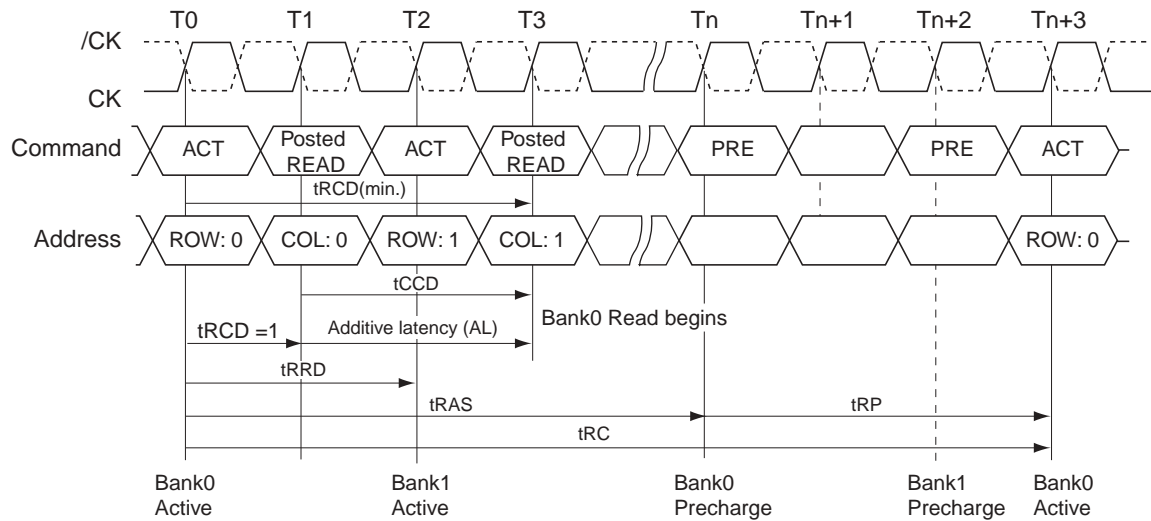 T0 T1 T2 T3 Tn Tn+1 Tn+2 Tn+3
/CK
CK
Command ACT Posted READ ACT Posted READ PRE PRE ACT
tRCD(min.)
Address ROW: 0 COL: 0 ROW: 1 COL: 1 ROW: 0
tCCD
Bank0 Read begins
tRCD =1 Additive latency (AL)
tRRD
tRAS tRP
tRC
Bank0 Bank1 Bank0 Bank1 Bank0
Active Active Precharge Precharge Active